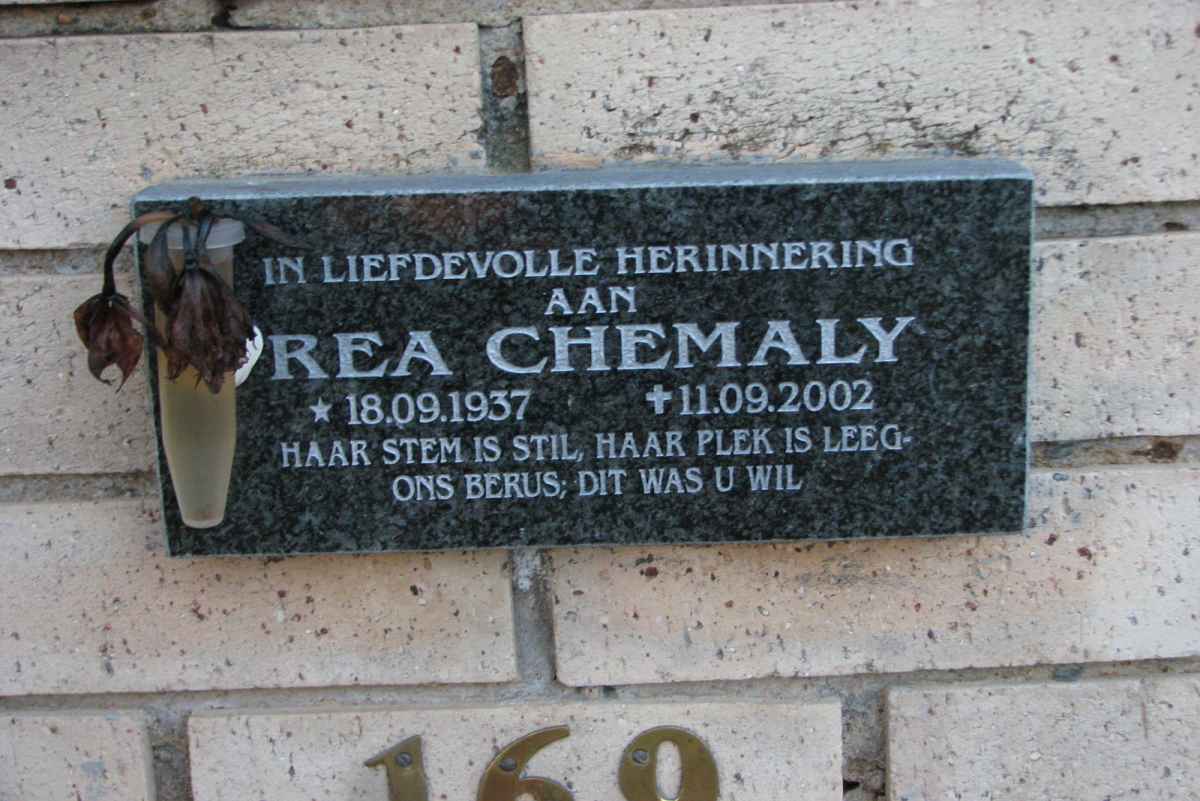 IN LIEFDEVOLLE HERINNERING
AAN
REA CHEMALY
★ 18.09.1937 ✝ 11.09.2002
HAAR STEM IS STIL, HAAR PLEK IS LEEG-
ONS BERUS; DIT WAS U WIL
169